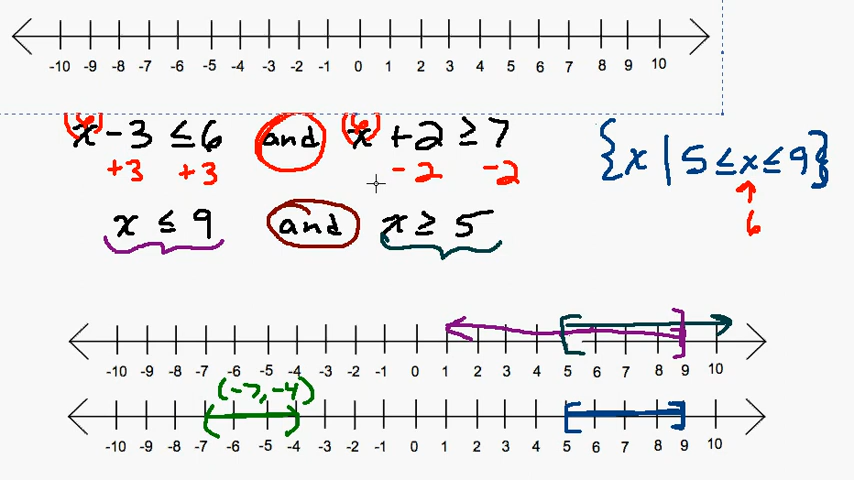 -10 -9 -8 -7 -6 -5 -4 -3 -2 -1 0 1 2 3 4 5 6 7 8 9 10
6 6
x - 3 ≤ 6 and x + 2 ≥ 7
{x | 5 ≤ x ≤ 9}
+3 +3 -2 -2
6
x ≤ 9 and x ≥ 5
-10 -9 -8 -7 -6 -5 -4 -3 -2 -1 0 1 2 3 4 5 6 7 8 9 10
(-7, -4)
-10 -9 -8 -7 -6 -5 -4 -3 -2 -1 0 1 2 3 4 5 6 7 8 9 10